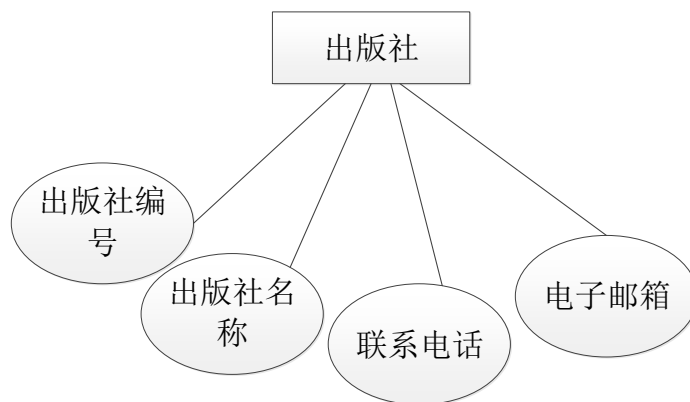 出版社
出版社编
号
出版社名
称
联系电话
电子邮箱